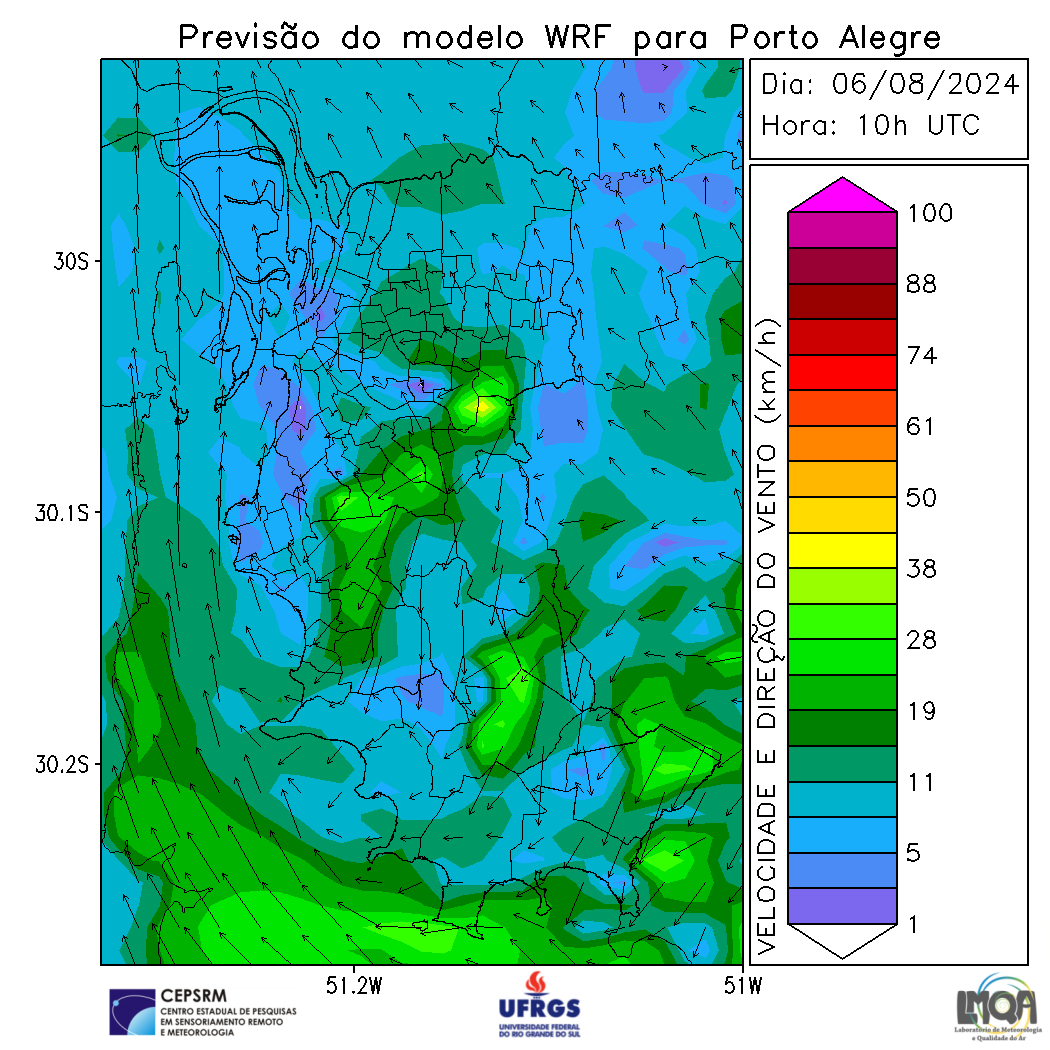 Previsão do modelo WRF para Porto Alegre
Dia: 06/08/2024
Hora: 10h UTC
30S
30.1S
30.2S
51.2W
51W
VELOCIDADE E DIREÇÃO DO VENTO (km/h)
100
88
74
61
50
38
28
19
11
5
1
CEPSRM
CENTRO ESTADUAL DE PESQUISAS
EM SENSORIAMENTO REMOTO
E METEOROLOGIA
UFRGS
UNIVERSIDADE FEDERAL
DO RIO GRANDE DO SUL
LMQA
Laboratório de Meteorologia
e Qualidade do Ar